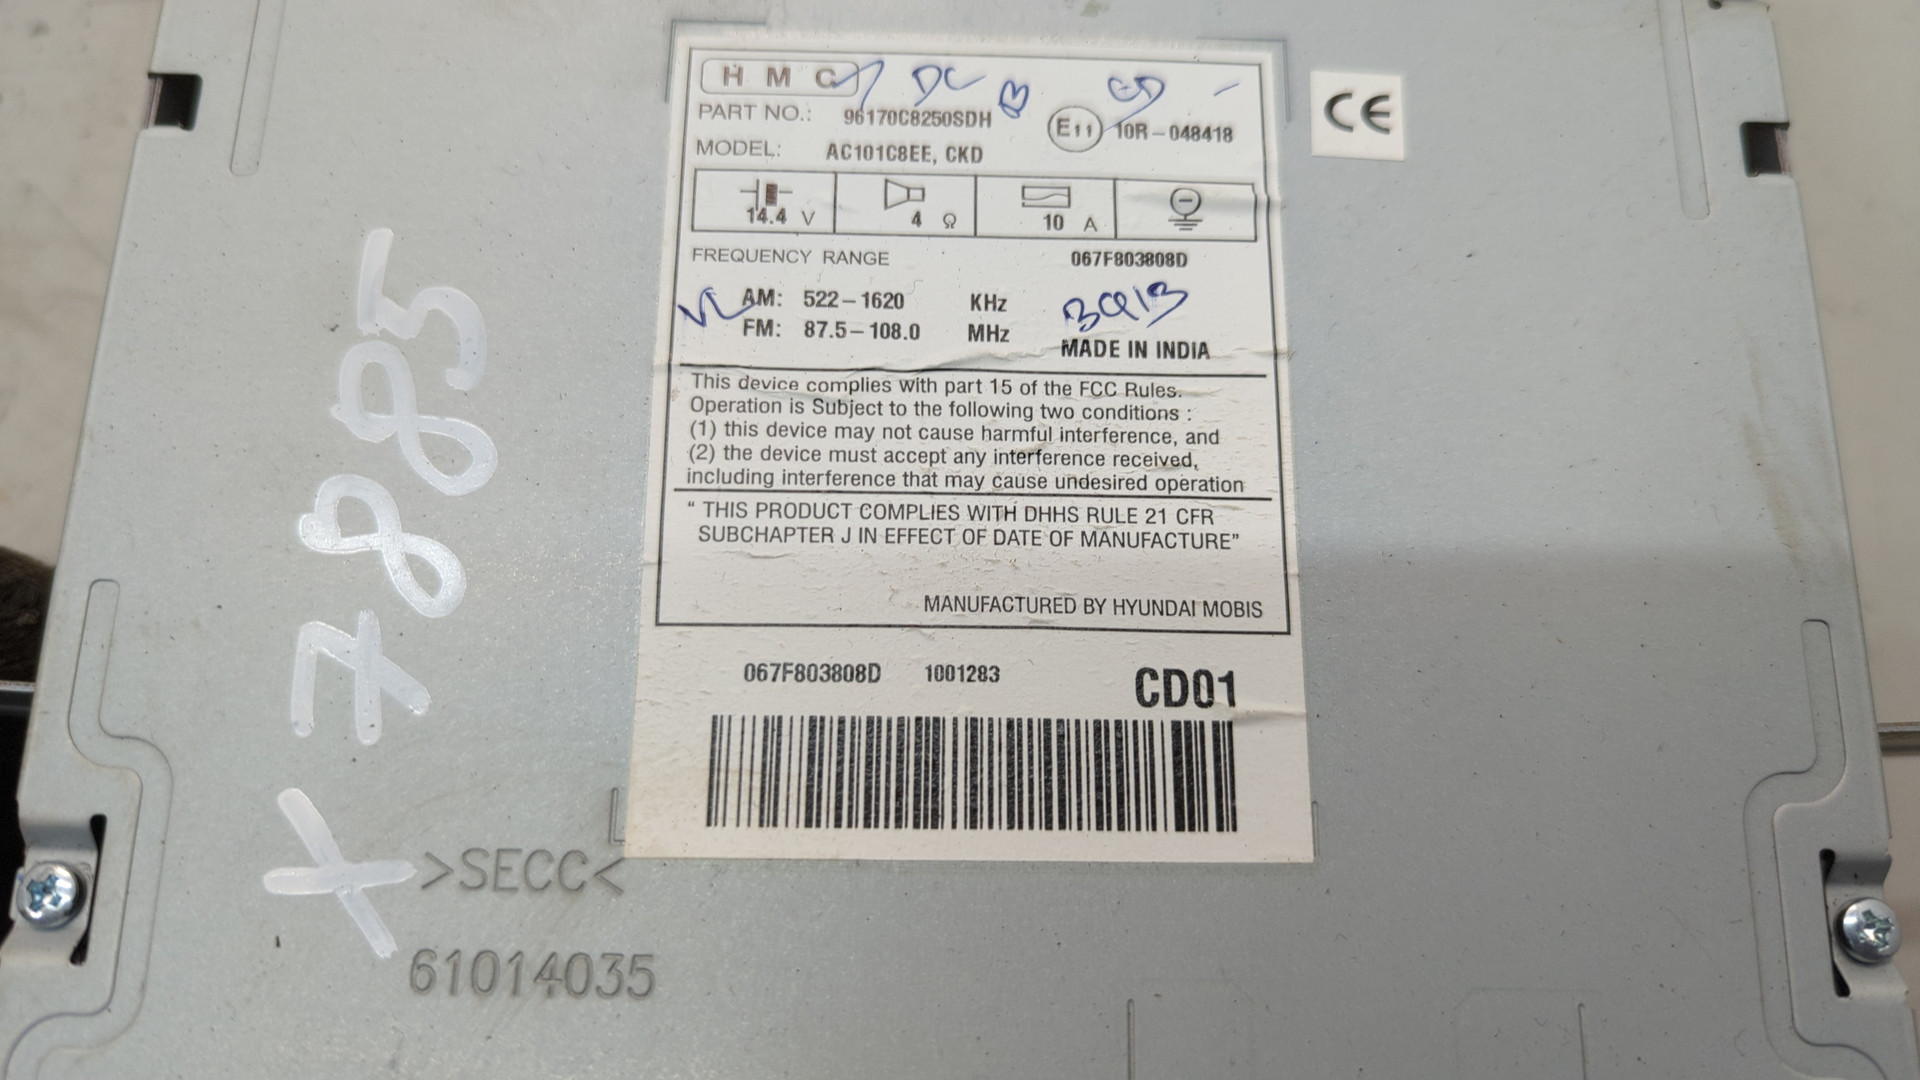 HMC
PART NO.: 96170C8250SDH
E11 10R-048418
MODEL: AC101C8EE, CKD
14.4 V 4 Ω 10 A
FREQUENCY RANGE 067F803808D
AM: 522-1620 KHz
FM: 87.5-108.0 MHz
MADE IN INDIA
This device complies with part 15 of the FCC Rules.
Operation is Subject to the following two conditions :
(1) this device may not cause harmful interference, and
(2) the device must accept any interference received,
including interference that may cause undesired operation
“ THIS PRODUCT COMPLIES WITH DHHS RULE 21 CFR
SUBCHAPTER J IN EFFECT OF DATE OF MANUFACTURE”
MANUFACTURED BY HYUNDAI MOBIS
067F803808D 1001283 CD01
CE
X7885
>SECC<
61014035